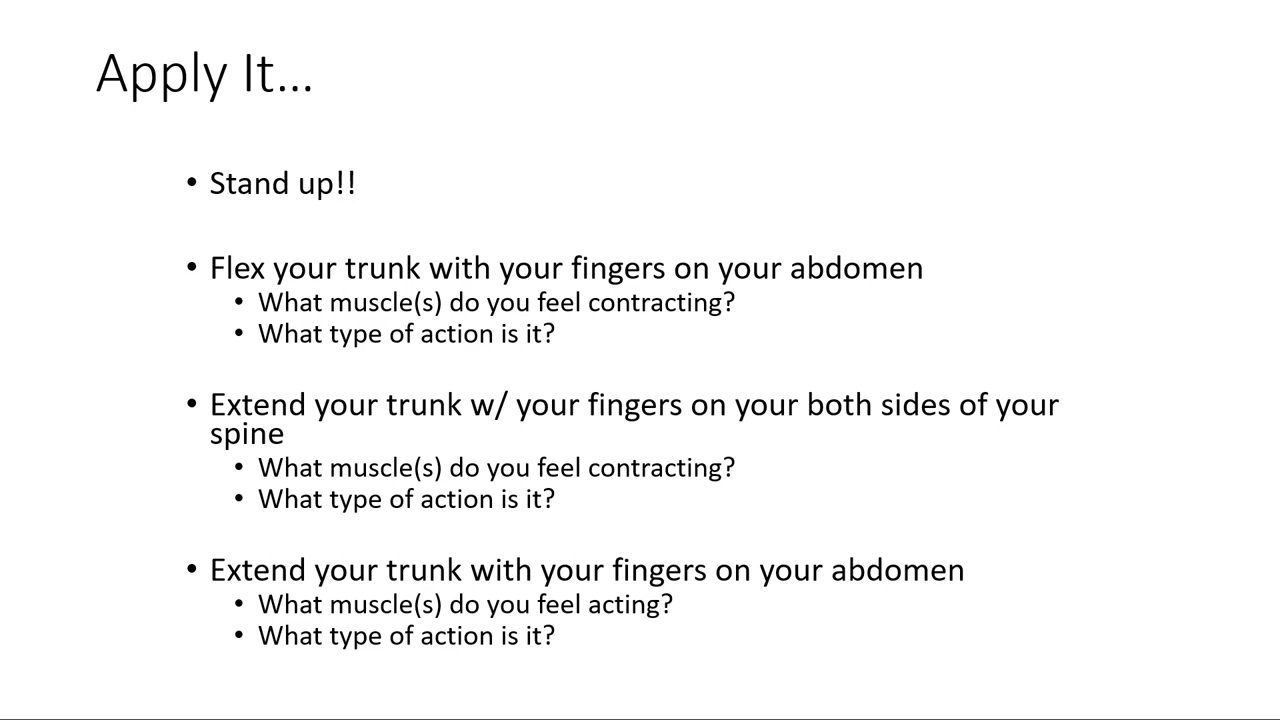 Apply It...
• Stand up!!
• Flex your trunk with your fingers on your abdomen
• What muscle(s) do you feel contracting?
• What type of action is it?
• Extend your trunk w/ your fingers on your both sides of your
spine
• What muscle(s) do you feel contracting?
• What type of action is it?
• Extend your trunk with your fingers on your abdomen
• What muscle(s) do you feel acting?
• What type of action is it?